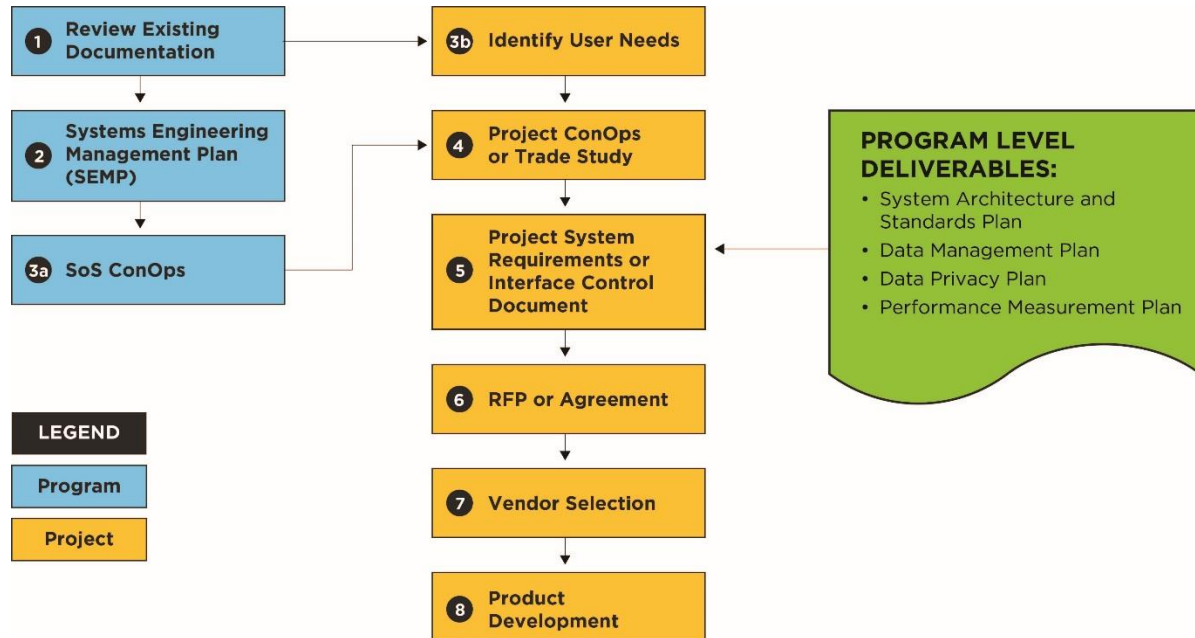 1 Review Existing
Documentation
2 Systems Engineering
Management Plan
(SEMP)
3a SoS ConOps
LEGEND
Program
Project
3b Identify User Needs
4 Project ConOps
or Trade Study
5 Project System
Requirements or
Interface Control
Document
6 RFP or Agreement
7 Vendor Selection
8 Product
Development
PROGRAM LEVEL
DELIVERABLES:
• System Architecture and
Standards Plan
• Data Management Plan
• Data Privacy Plan
• Performance Measurement Plan